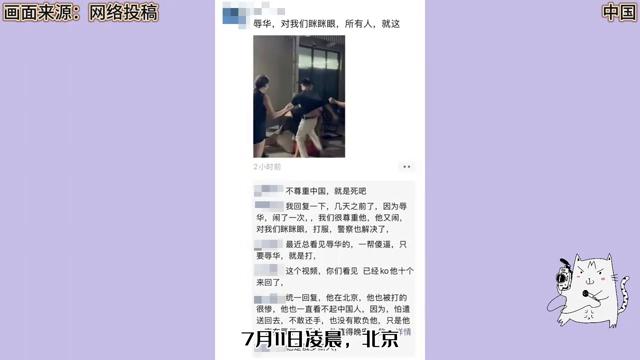 画面来源：网络投稿
中国
辱华，对我们眯眯眼，所有人，就这
2小时前
不尊重中国，就是死吧
我回复一下，几天之前了，因为辱
华，闹了一次，，我们很尊重他，他又闹，
对我们眯眯眼，打服，警察也解决了，
最近总看见辱华的，一帮傻逼，只
要辱华，就是打，
这个视频，你们看见 已经ko他十个
来回了，
统一回复，他在北京，他也被打的
很惨，他也一直看不起中国人，因为，怕遣
送回去，不敢还手，也没有欺负他，只是他
详情
7月11日凌晨，北京